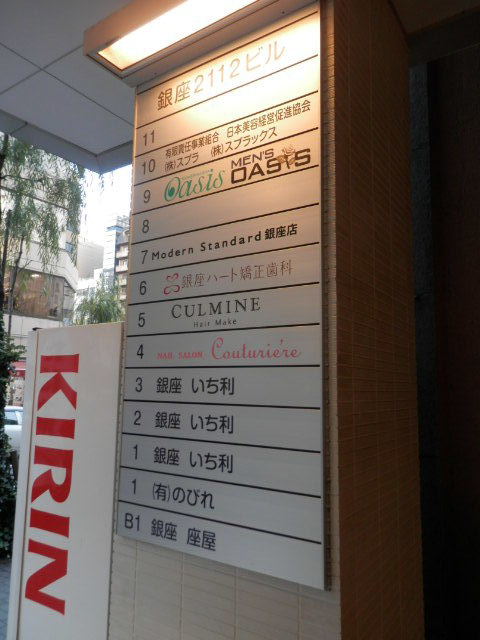 銀座2112ビル
11
10 有限責任事業組合 日本美容経営促進協会
(株)スプラ (株)スプラックス
9 Oasis MEN'S OASIS
8
7 Modern Standard 銀座店
6 銀座ハート矯正歯科
5 CULMINE
Hair Make
4 NAIL SALON Couturière
3 銀座 いち利
2 銀座 いち利
1 銀座 いち利
1 (有)のびれ
B1 銀座 座屋
KIRIN